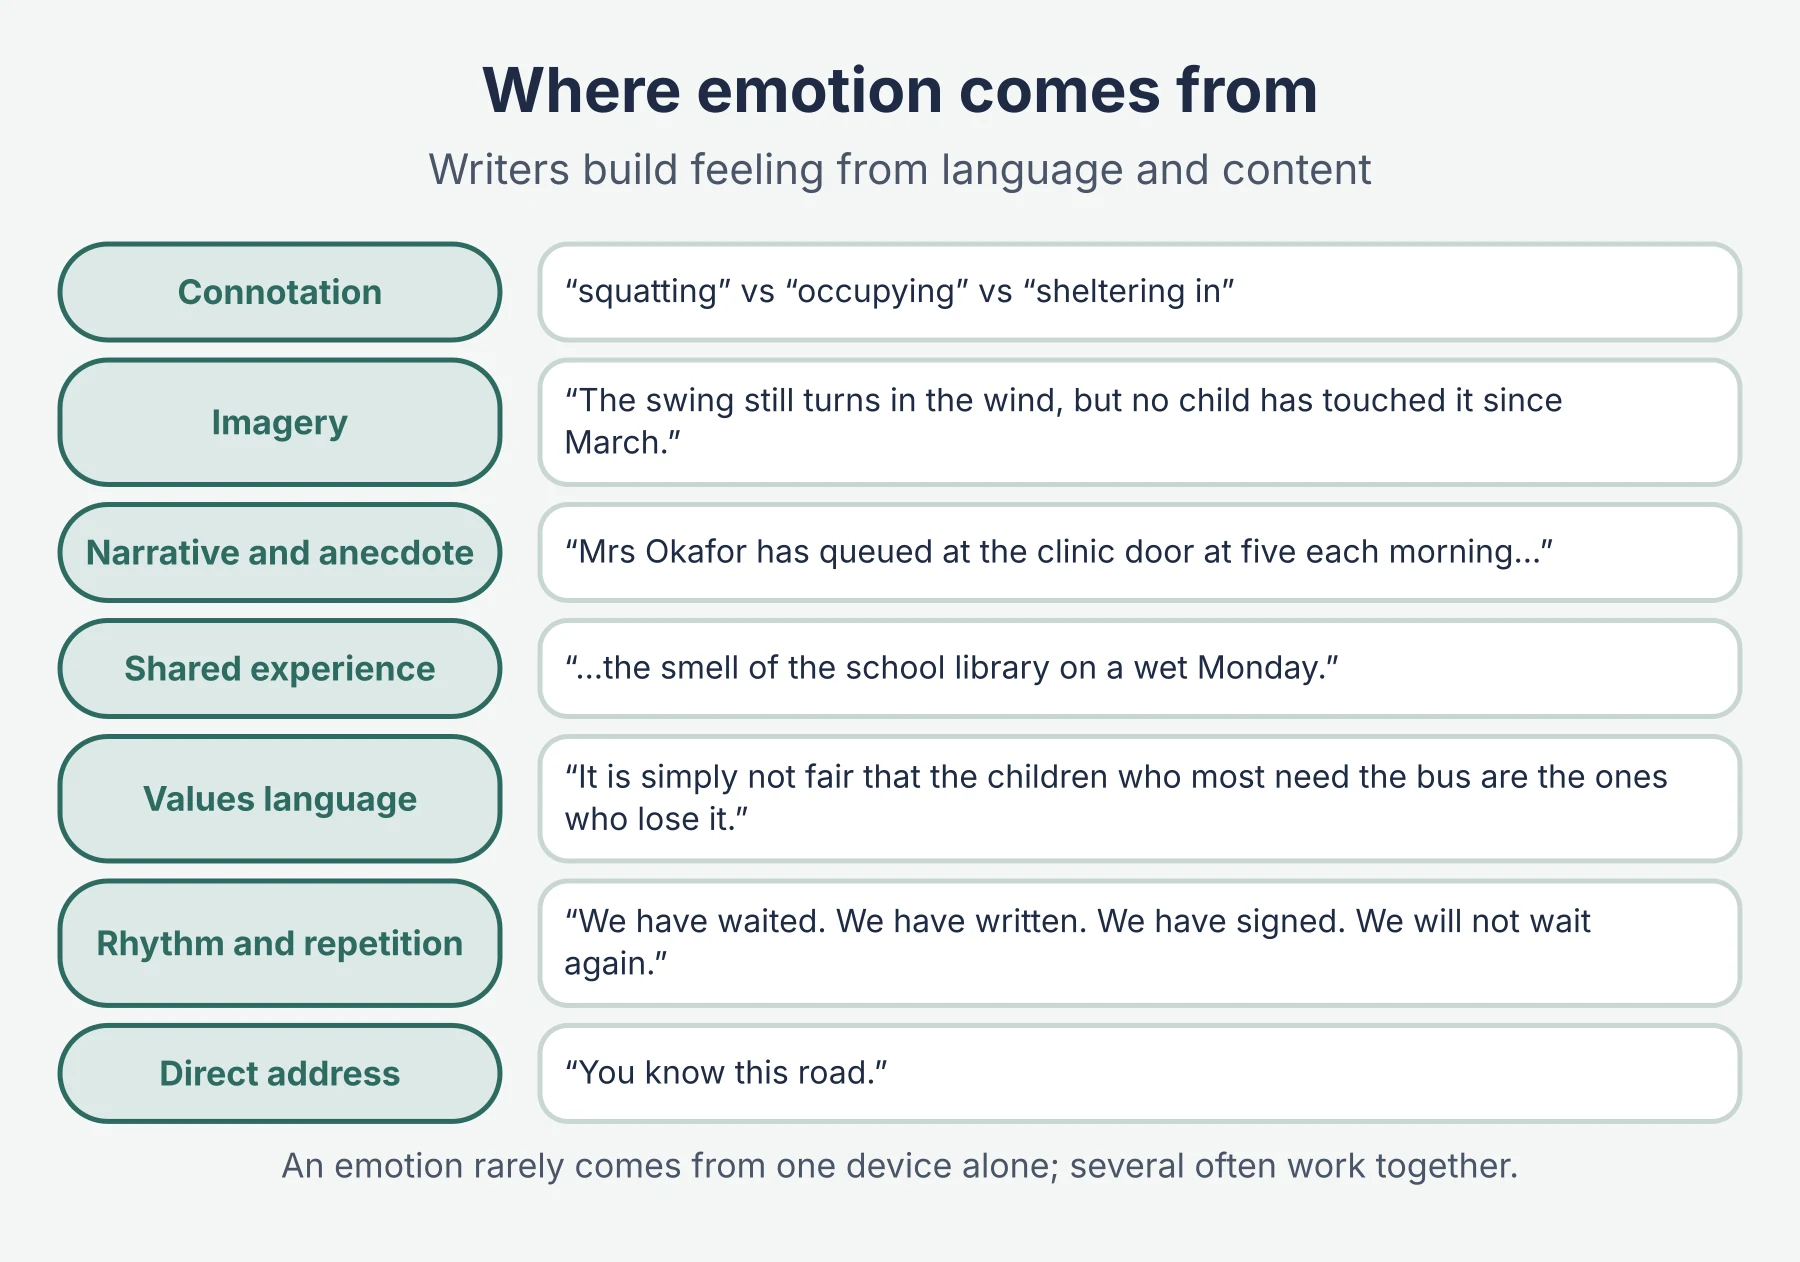 Where emotion comes from
Writers build feeling from language and content
Connotation
“squatting” vs “occupying” vs “sheltering in”
Imagery
“The swing still turns in the wind, but no child has touched it since
March.”
Narrative and anecdote
“Mrs Okafor has queued at the clinic door at five each morning…”
Shared experience
“…the smell of the school library on a wet Monday.”
Values language
“It is simply not fair that the children who most need the bus are the ones
who lose it.”
Rhythm and repetition
“We have waited. We have written. We have signed. We will not wait
again.”
Direct address
“You know this road.”
An emotion rarely comes from one device alone; several often work together.